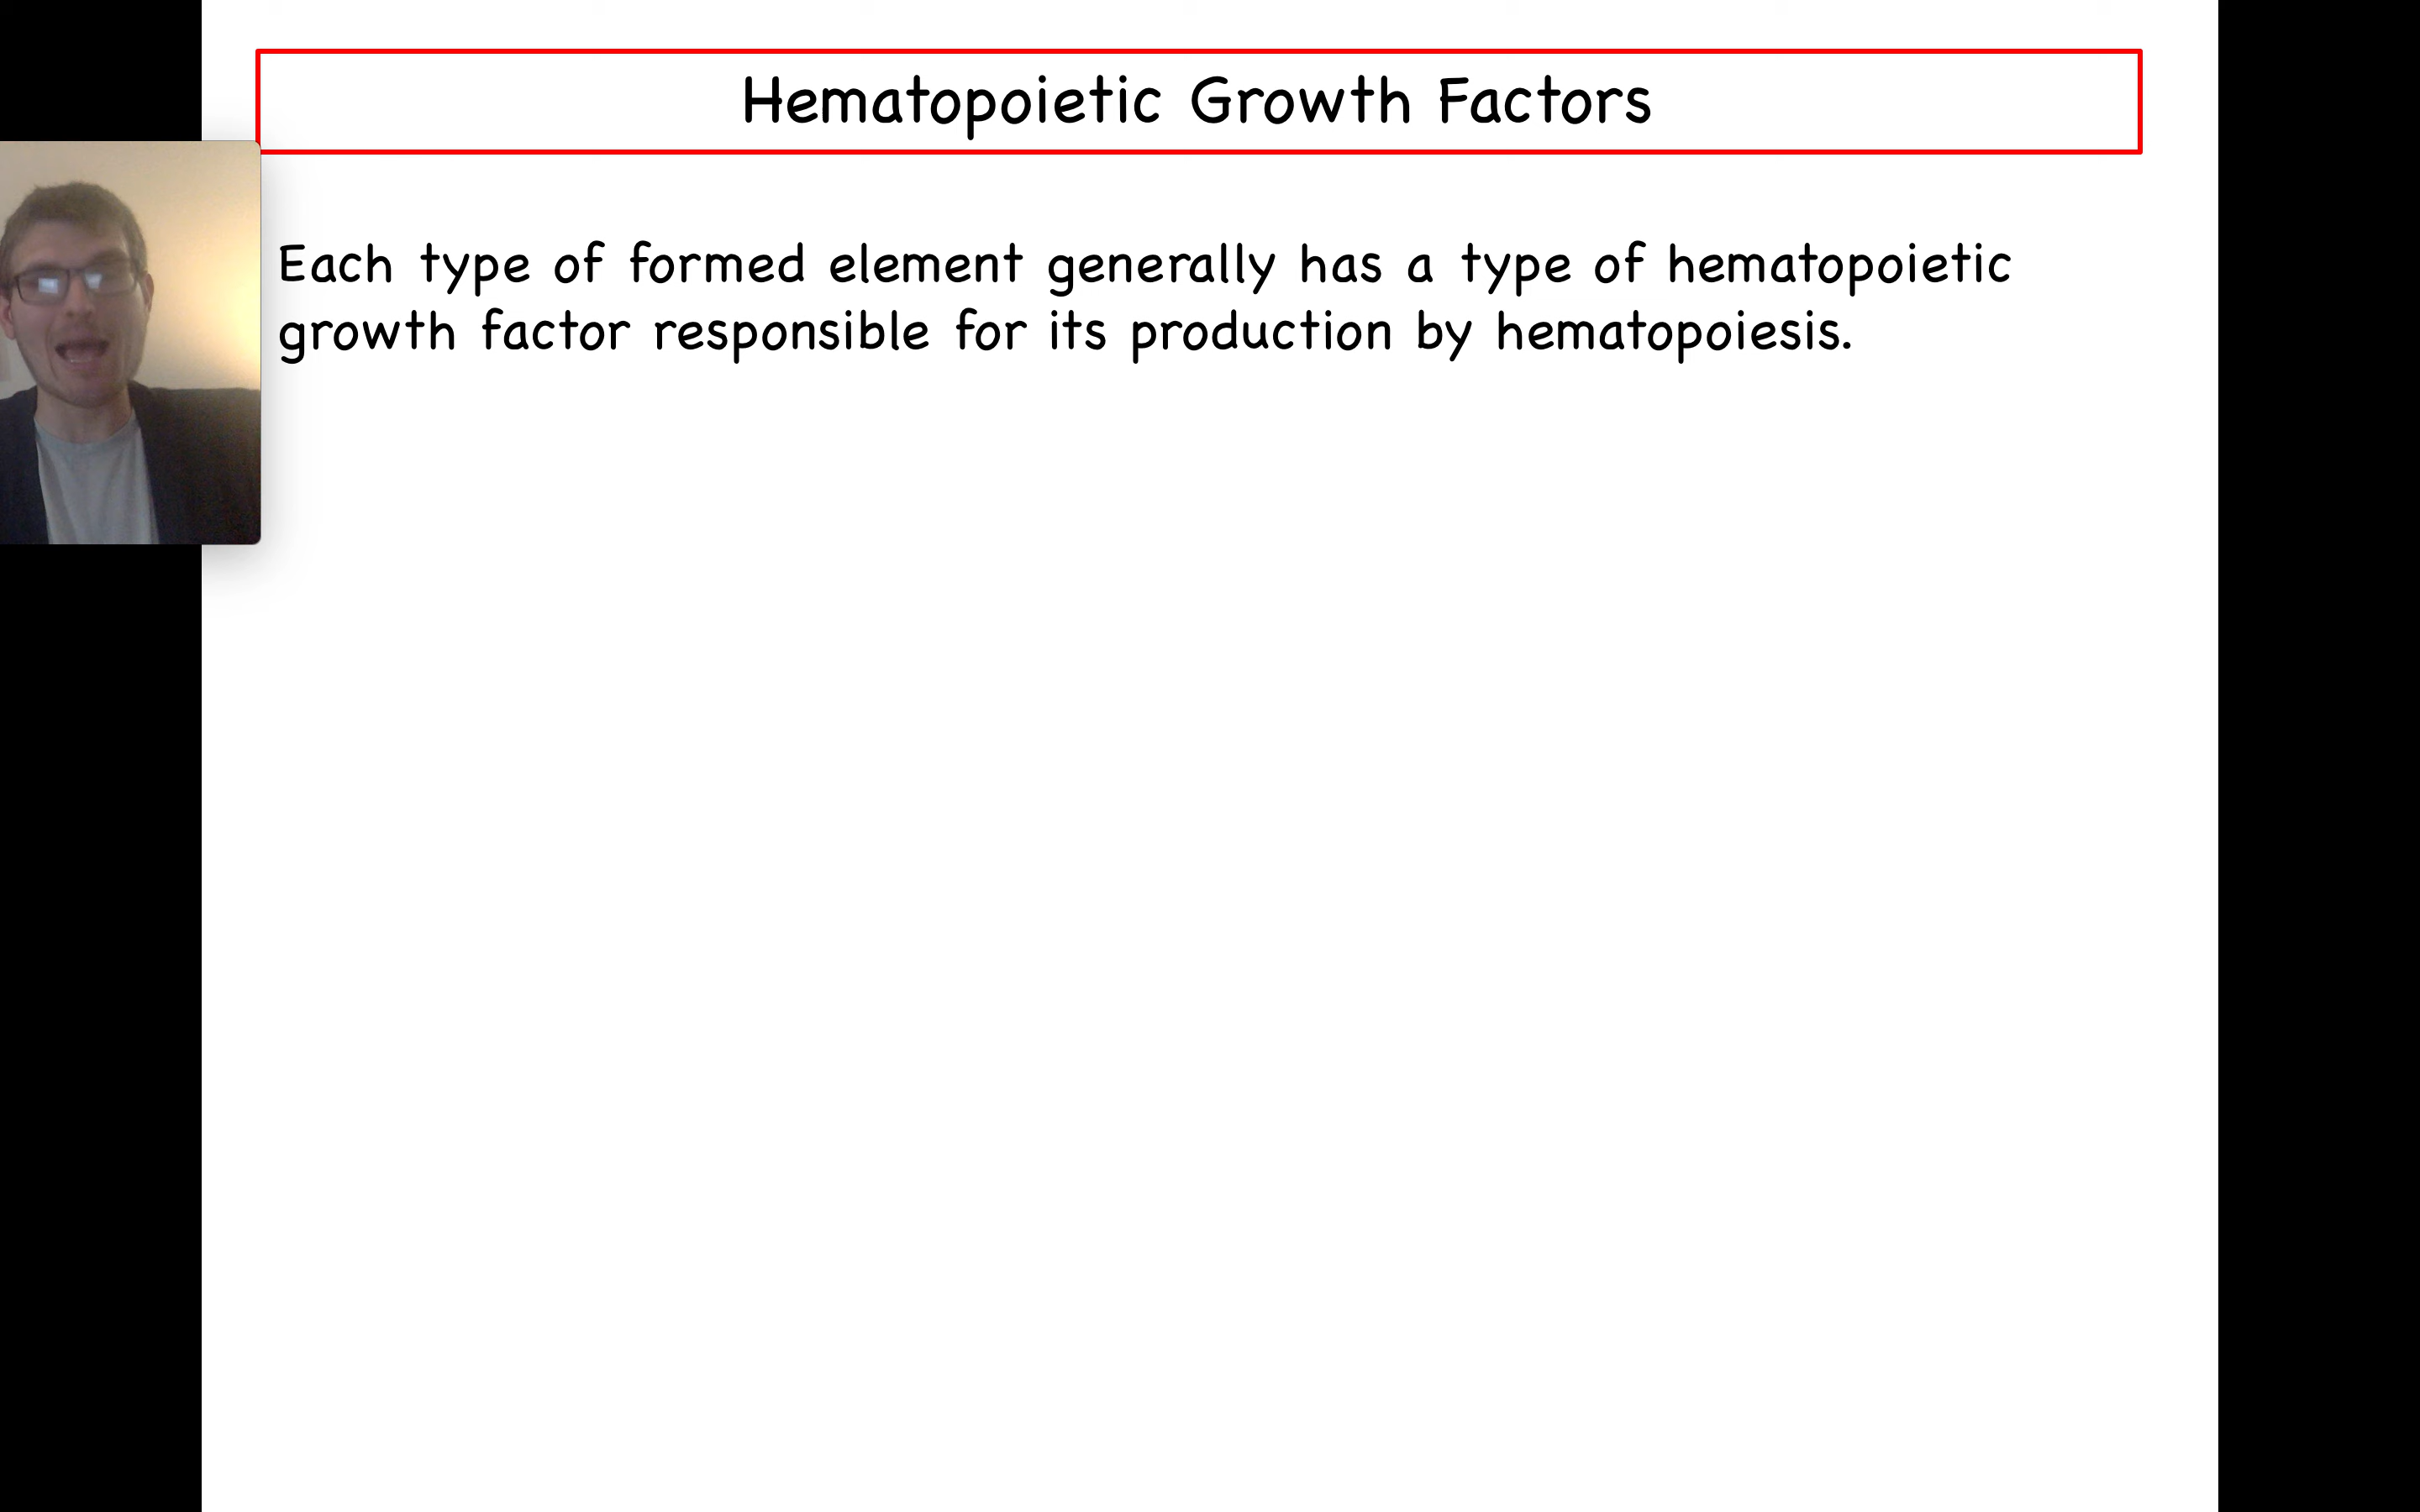 Hematopoietic Growth Factors
Each type of formed element generally has a type of hematopoietic
growth factor responsible for its production by hematopoiesis.